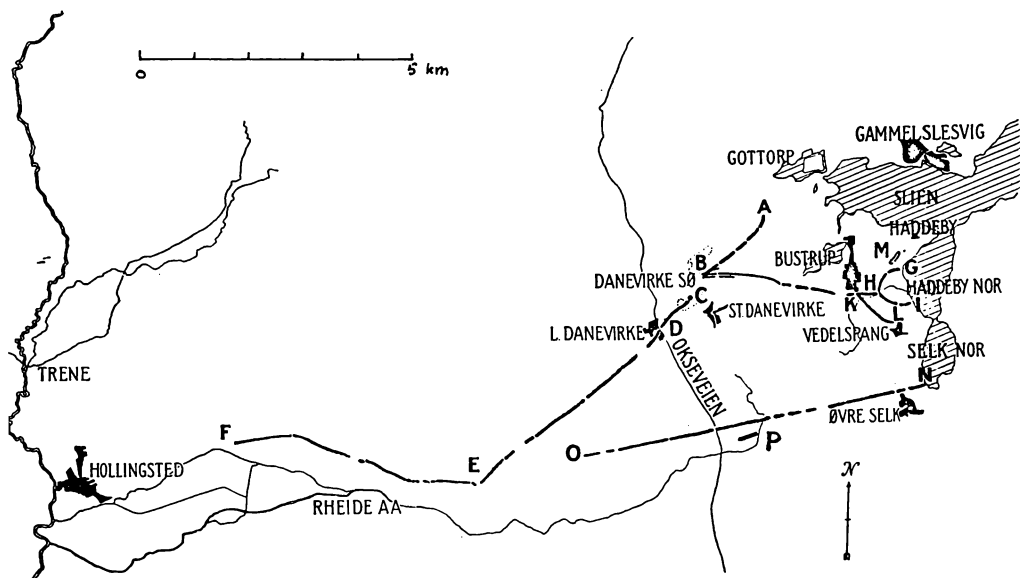 0
5 km
GAMMELSLESVIG
GOTTORP
SLIEN
A
HADDEBY
M
BUSTRUP
B
G
DANEVIRKE SØ
H
HADDEBY NOR
C
K
I
ST. DANEVIRKE
L. DANEVIRKE
D
L
VEDELSPANG
OKSEVEIEN
SELK NOR
TRENE
N
ØVRE SELK
F
P
O
E
HOLLINGSTED
N
RHEIDE AA